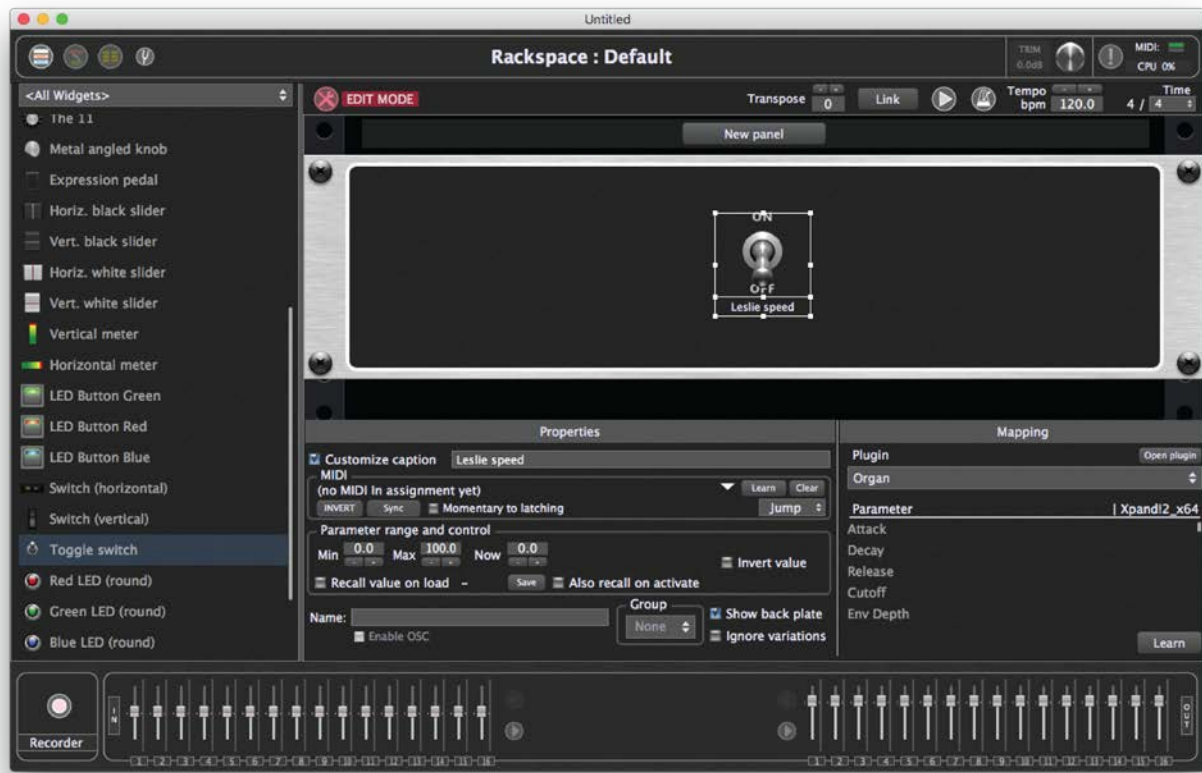 Untitled
Rackspace : Default
TRIM
0.0dB
MIDI:
CPU 0%
<All Widgets>
EDIT MODE
Transpose
0
Link
Tempo
bpm
120.0
Time
4 / 4
New panel
The 11
Metal angled knob
Expression pedal
Horiz. black slider
Vert. black slider
Horiz. white slider
Vert. white slider
Vertical meter
Horizontal meter
LED Button Green
LED Button Red
LED Button Blue
Switch (horizontal)
Switch (vertical)
Toggle switch
Red LED (round)
Green LED (round)
Blue LED (round)
ON
OFF
Leslie speed
Properties
Customize caption Leslie speed
MIDI
(no MIDI In assignment yet) Learn Clear
INVERT Sync Momentary to latching Jump
Parameter range and control
Min 0.0 Max 100.0 Now 0.0 Invert value
Recall value on load - Save Also recall on activate
Name: Group None Show back plate
Enable OSC Ignore variations
Mapping
Plugin Open plugin
Organ
Parameter | Xpand!2_x64
Attack
Decay
Release
Cutoff
Env Depth
Learn
Recorder
IN
1 2 3 4 5 6 7 8 9 10 11 12 13 14 15 16
1 2 3 4 5 6 7 8 9 10 11 12 13 14 15 16
OUT